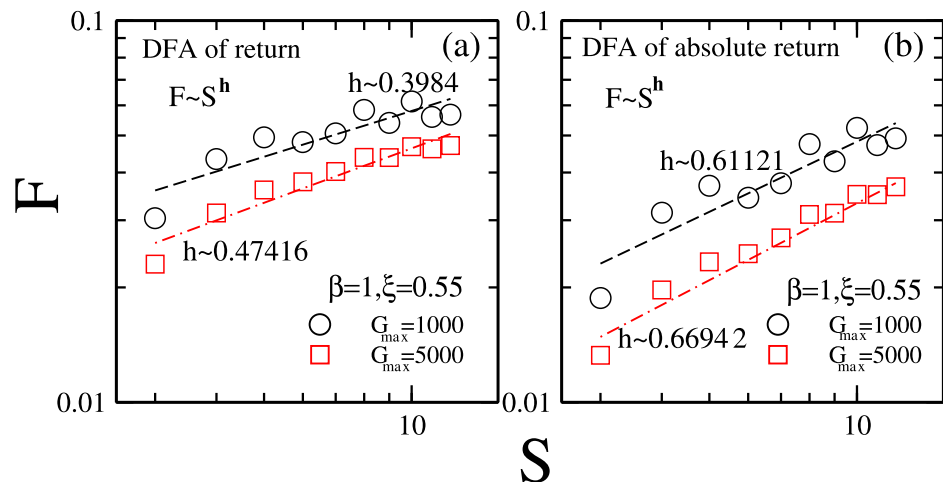 F
0.1
0.01
DFA of return
(a)
F~S^h
h~0.3984
h~0.47416
β=1,ξ=0.55
G_max=1000
G_max=5000
10
0.1
0.01
DFA of absolute return
(b)
F~S^h
h~0.61121
h~0.66942
β=1,ξ=0.55
G_max=1000
G_max=5000
10
S